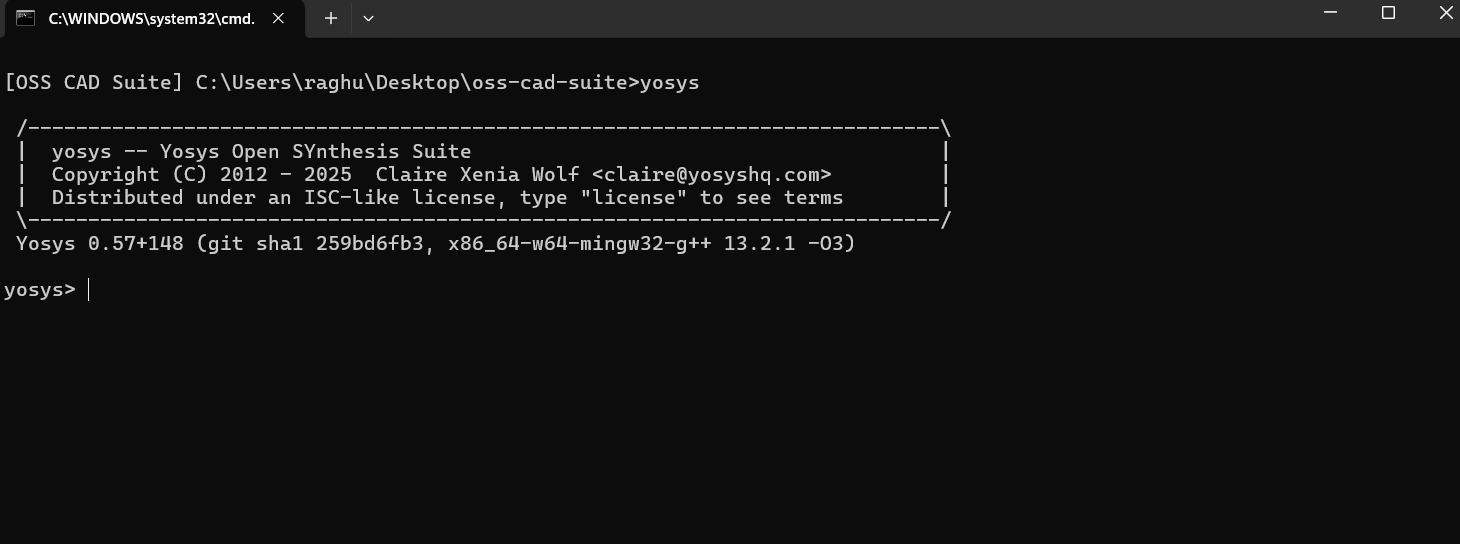 C:\WINDOWS\system32\cmd.
[OSS CAD Suite] C:\Users\raghu\Desktop\oss-cad-suite>yosys
/----------------------------------------------------------------------------\
|  yosys -- Yosys Open SYnthesis Suite                                       |
|  Copyright (C) 2012 - 2025  Claire Xenia Wolf <claire@yosyshq.com>         |
|  Distributed under an ISC-like license, type "license" to see terms        |
\----------------------------------------------------------------------------/
Yosys 0.57+148 (git sha1 259bd6fb3, x86_64-w64-mingw32-g++ 13.2.1 -O3)
yosys>